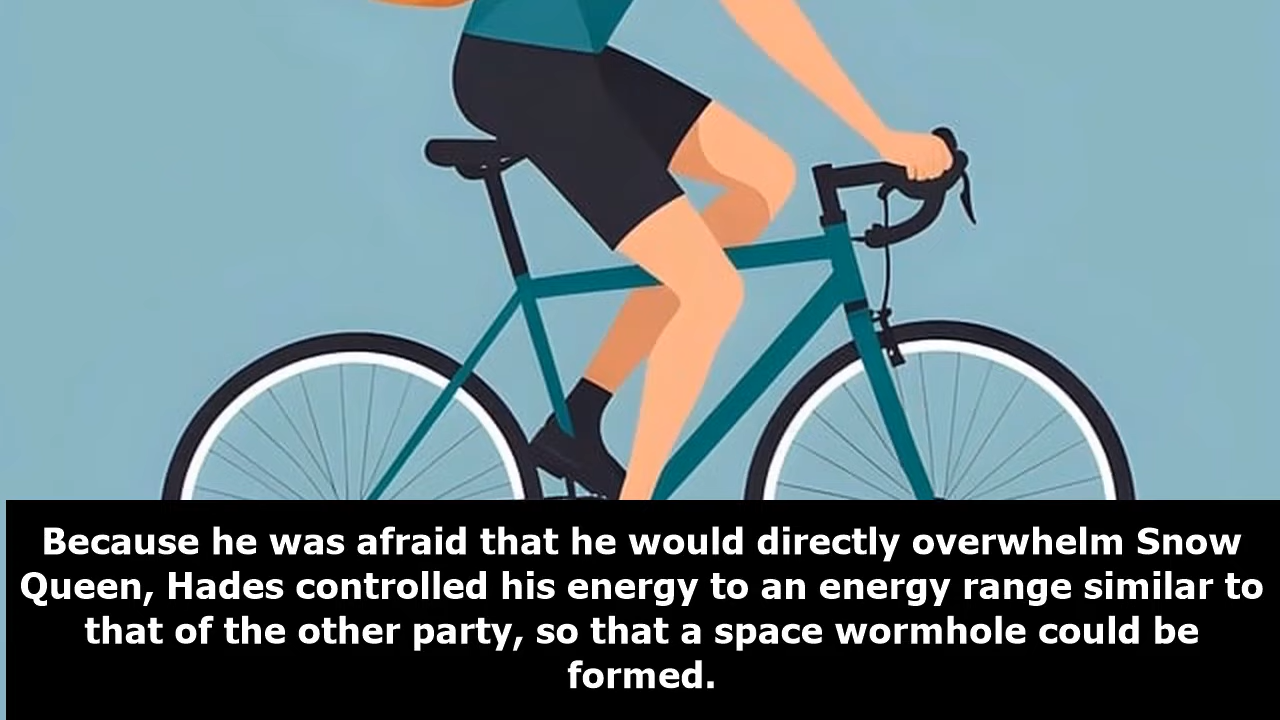 Because he was afraid that he would directly overwhelm Snow
Queen, Hades controlled his energy to an energy range similar to
that of the other party, so that a space wormhole could be
formed.